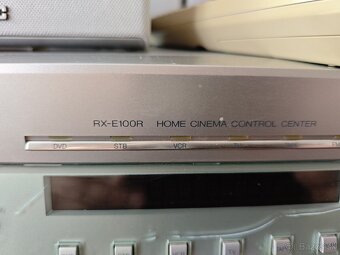 C
RX-E100R HOME CINEMA CONTROL CENTER
DVD STB VCR